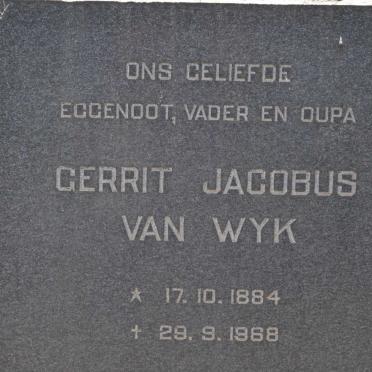 ONS GELIEFDE
EGGENOOT, VADER EN OUPA
GERRIT JACOBUS
VAN WYK
* 17. 10. 1884
† 29. 9. 1968